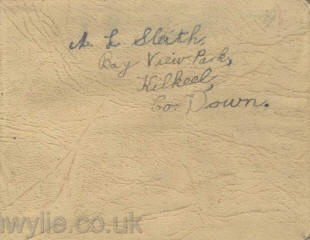 A. L Sleith,
Bay View Park,
Kilkeel,
Co. Down.
wylie.co.uk